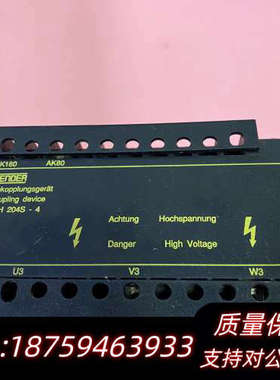 K160 AK80
ENDER
kopplungsgerät
upling device
H 204S - 4
Achtung Hochspannung
Danger High Voltage
U3 V3 W3
质量保
:18759463933
支持对公